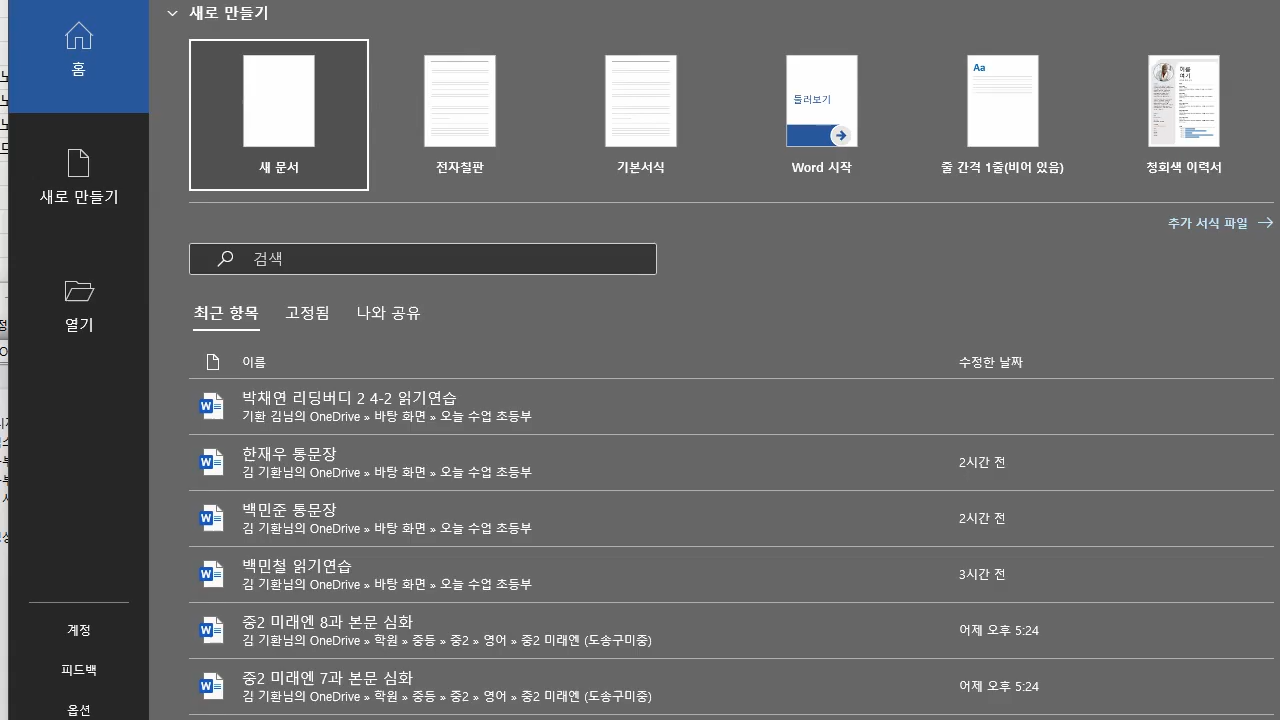 새로 만들기
홈
새로 만들기
열기
계정
피드백
옵션
Aa
둘러보기
이름
여기
새 문서
전자칠판
기본서식
Word 시작
줄 간격 1줄(비어 있음)
청회색 이력서
추가 서식 파일
검색
최근 항목 고정됨 나와 공유
이름 수정한 날짜
박채연 리딩버디 2 4-2 읽기연습
기환 김님의 OneDrive » 바탕 화면 » 오늘 수업 초등부
한재우 통문장
김 기환님의 OneDrive » 바탕 화면 » 오늘 수업 초등부
2시간 전
백민준 통문장
김 기환님의 OneDrive » 바탕 화면 » 오늘 수업 초등부
2시간 전
백민철 읽기연습
김 기환님의 OneDrive » 바탕 화면 » 오늘 수업 초등부
3시간 전
중2 미래엔 8과 본문 심화
김 기환님의 OneDrive » 학원 » 중등 » 중2 » 영어 » 중2 미래엔 (도송구미중)
어제 오후 5:24
중2 미래엔 7과 본문 심화
김 기환님의 OneDrive » 학원 » 중등 » 중2 » 영어 » 중2 미래엔 (도송구미중)
어제 오후 5:24